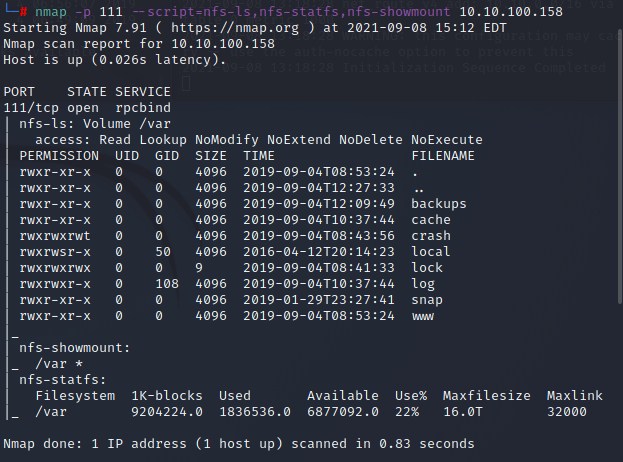 └─# nmap -p 111 --script=nfs-ls,nfs-statfs,nfs-showmount 10.10.100.158
Starting Nmap 7.91 ( https://nmap.org ) at 2021-09-08 15:12 EDT
Nmap scan report for 10.10.100.158
Host is up (0.026s latency).
PORT    STATE SERVICE
111/tcp open  rpcbind
| nfs-ls: Volume /var
|   access: Read Lookup NoModify NoExtend NoDelete NoExecute
| PERMISSION  UID  GID  SIZE  TIME                 FILENAME
| rwxr-xr-x   0    0    4096  2019-09-04T08:53:24  .
| rwxr-xr-x   0    0    4096  2019-09-04T12:27:33  ..
| rwxr-xr-x   0    0    4096  2019-09-04T12:09:49  backups
| rwxr-xr-x   0    0    4096  2019-09-04T10:37:44  cache
| rwxrwxrwt   0    0    4096  2019-09-04T08:43:56  crash
| rwxrwsr-x   0    50   4096  2016-04-12T20:14:23  local
| rwxrwxrwx   0    0    9     2019-09-04T08:41:33  lock
| rwxrwxr-x   0    108  4096  2019-09-04T10:37:44  log
| rwxr-xr-x   0    0    4096  2019-01-29T23:27:41  snap
| rwxr-xr-x   0    0    4096  2019-09-04T08:53:24  www
|_
| nfs-showmount:
|_  /var *
| nfs-statfs:
|   Filesystem  1K-blocks  Used       Available  Use%  Maxfilesize  Maxlink
|_  /var        9204224.0  1836536.0  6877092.0  22%   16.0T        32000
Nmap done: 1 IP address (1 host up) scanned in 0.83 seconds